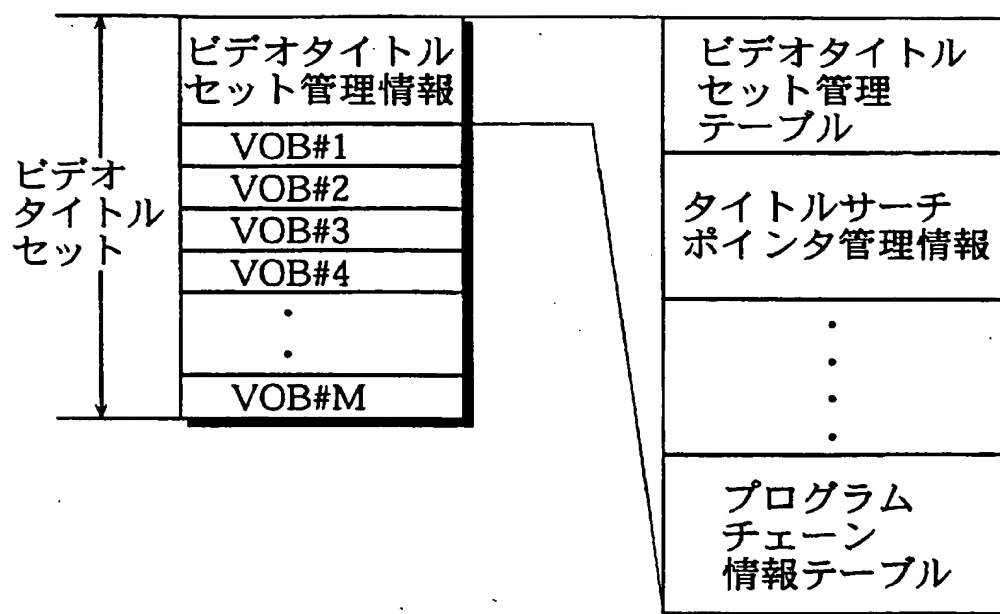 ビデオ
タイトル
セット
ビデオタイトル
セット管理情報
VOB#1
VOB#2
VOB#3
VOB#4
VOB#M
ビデオタイトル
セット管理
テーブル
タイトルサーチ
ポインタ管理情報
プログラム
チェーン
情報テーブル